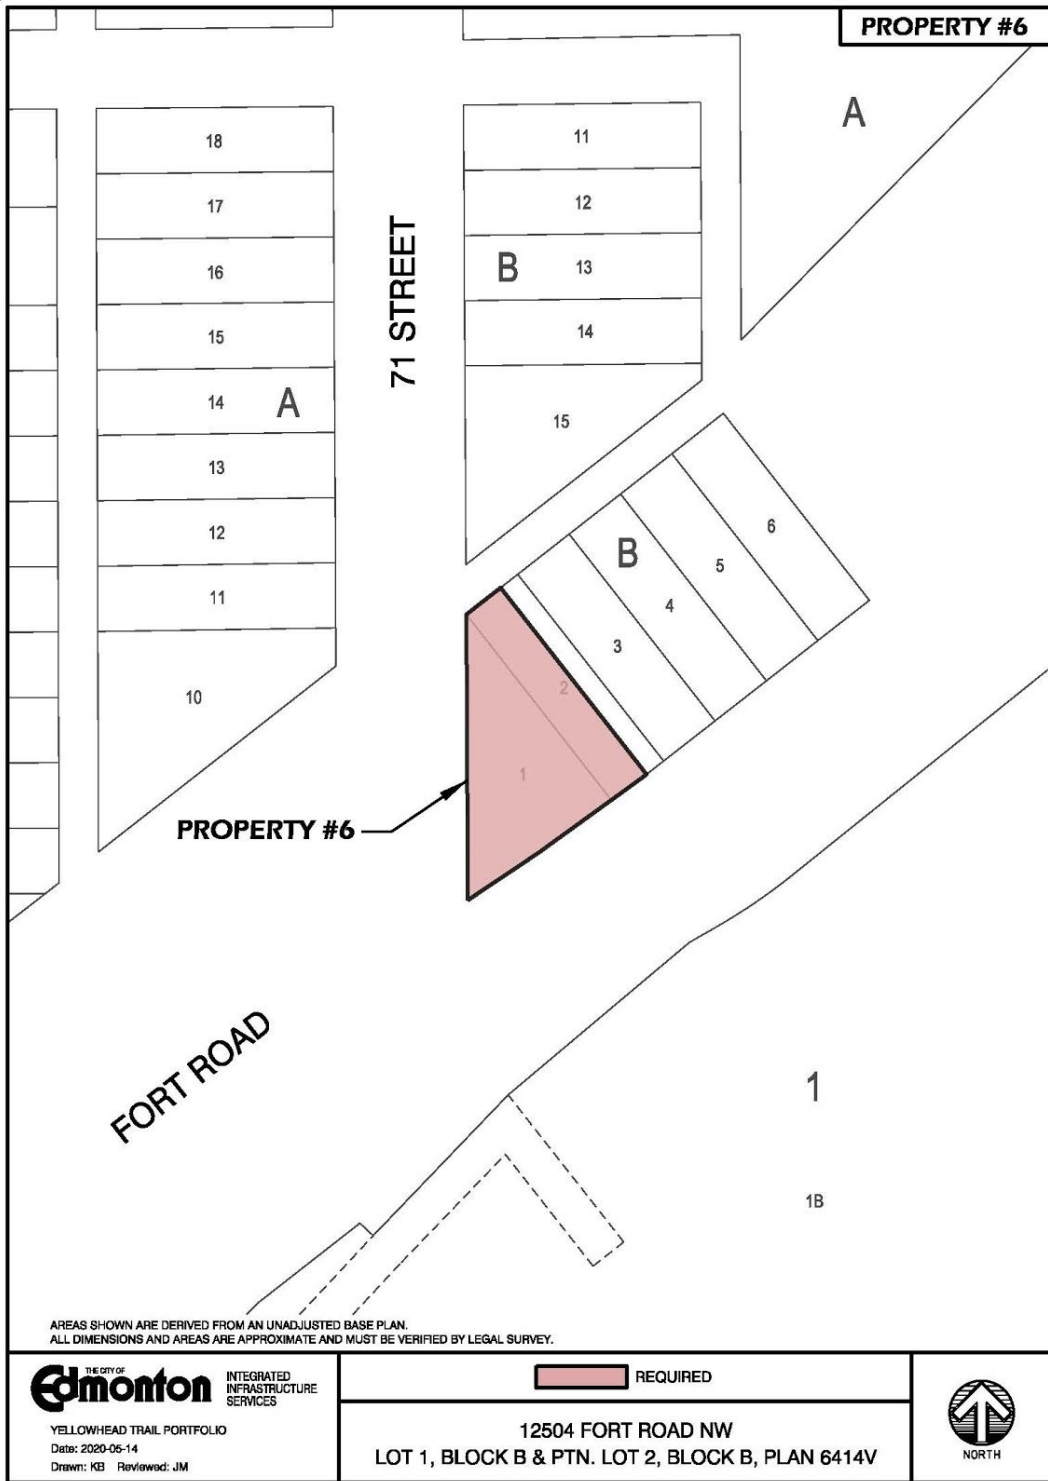 PROPERTY #6
A
18
17
16
15
14
A
13
12
11
10
71 STREET
11
12
B
13
14
15
B
6
5
4
3
2
1
PROPERTY #6
FORT ROAD
1
1B
AREAS SHOWN ARE DERIVED FROM AN UNADJUSTED BASE PLAN.
ALL DIMENSIONS AND AREAS ARE APPROXIMATE AND MUST BE VERIFIED BY LEGAL SURVEY.
THE CITY OF
Edmonton
INTEGRATED
INFRASTRUCTURE
SERVICES
YELLOWHEAD TRAIL PORTFOLIO
Date: 2020-05-14
Drawn: KB Reviewed: JM
REQUIRED
12504 FORT ROAD NW
LOT 1, BLOCK B & PTN. LOT 2, BLOCK B, PLAN 6414V
NORTH